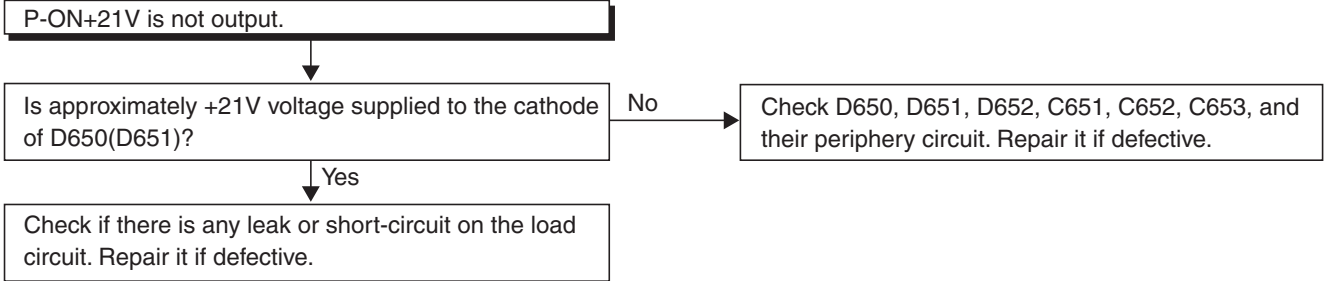 P-ON+21V is not output.
Is approximately +21V voltage supplied to the cathode
of D650(D651)?
No
Check D650, D651, D652, C651, C652, C653, and
their periphery circuit. Repair it if defective.
Yes
Check if there is any leak or short-circuit on the load
circuit. Repair it if defective.